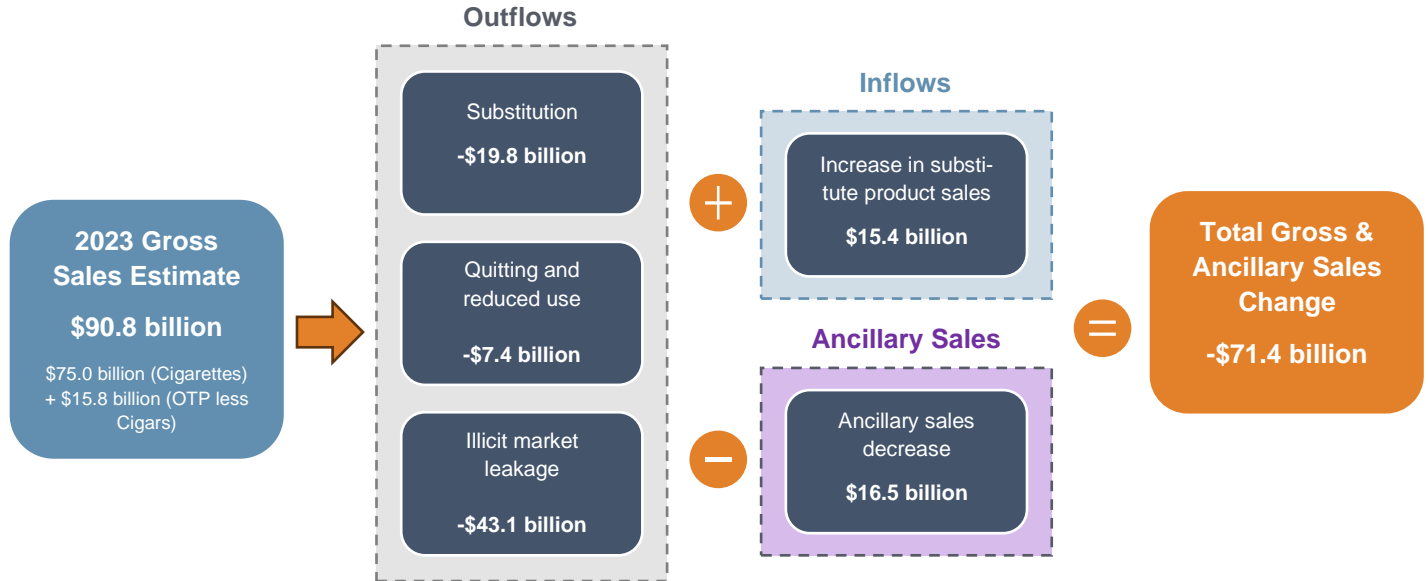 Outflows
Substitution
-$19.8 billion
Quitting and
reduced use
-$7.4 billion
Illicit market
leakage
-$43.1 billion
2023 Gross
Sales Estimate
$90.8 billion
$75.0 billion (Cigarettes)
+ $15.8 billion (OTP less
Cigars)
Inflows
+
Increase in substi-
tute product sales
$15.4 billion
Ancillary Sales
−
Ancillary sales
decrease
$16.5 billion
=
Total Gross &
Ancillary Sales
Change
-$71.4 billion